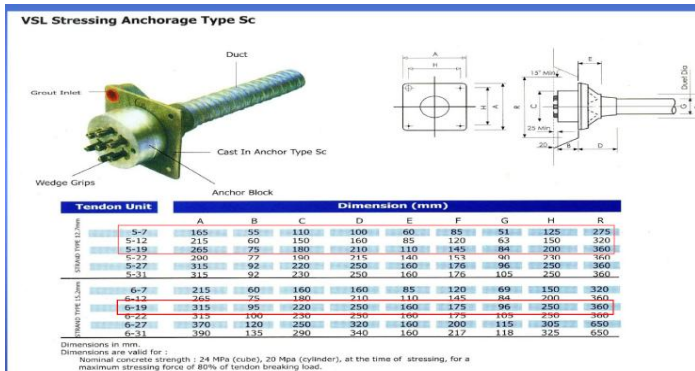 VSL Stressing Anchorage Type Sc
Duct
Grout Inlet
Cast In Anchor Type Sc
Wedge Grips
Anchor Block
A
H
H
A
E
15° Min
R
C
25 Min
20
B
D
G
Duel Dia
Tendon Unit Dimension (mm)
A B C D E F G H R
STRAND TYPE 12.7mm
5-7 165 55 110 100 60 85 51 125 275
5-12 215 60 150 160 85 120 63 150 320
5-19 265 75 180 210 110 145 84 200 360
5-22 290 77 190 215 140 153 90 230 360
5-27 315 92 220 250 160 176 96 250 360
5-31 315 92 230 250 160 176 105 250 360
STRAND TYPE 15.2mm
6-7 215 60 160 160 85 120 69 150 320
6-12 265 75 180 210 110 145 84 200 360
6-19 315 95 220 250 160 175 96 250 360
6-22 315 100 230 250 160 175 105 250 360
6-27 370 120 250 320 160 200 115 305 650
6-31 390 135 290 340 160 217 118 325 650
Dimensions in mm.
Dimensions are valid for :
Nominal concrete strength : 24 MPa (cube), 20 Mpa (cylinder), at the time of stressing, for a
maximum stressing force of 80% of tendon breaking load.